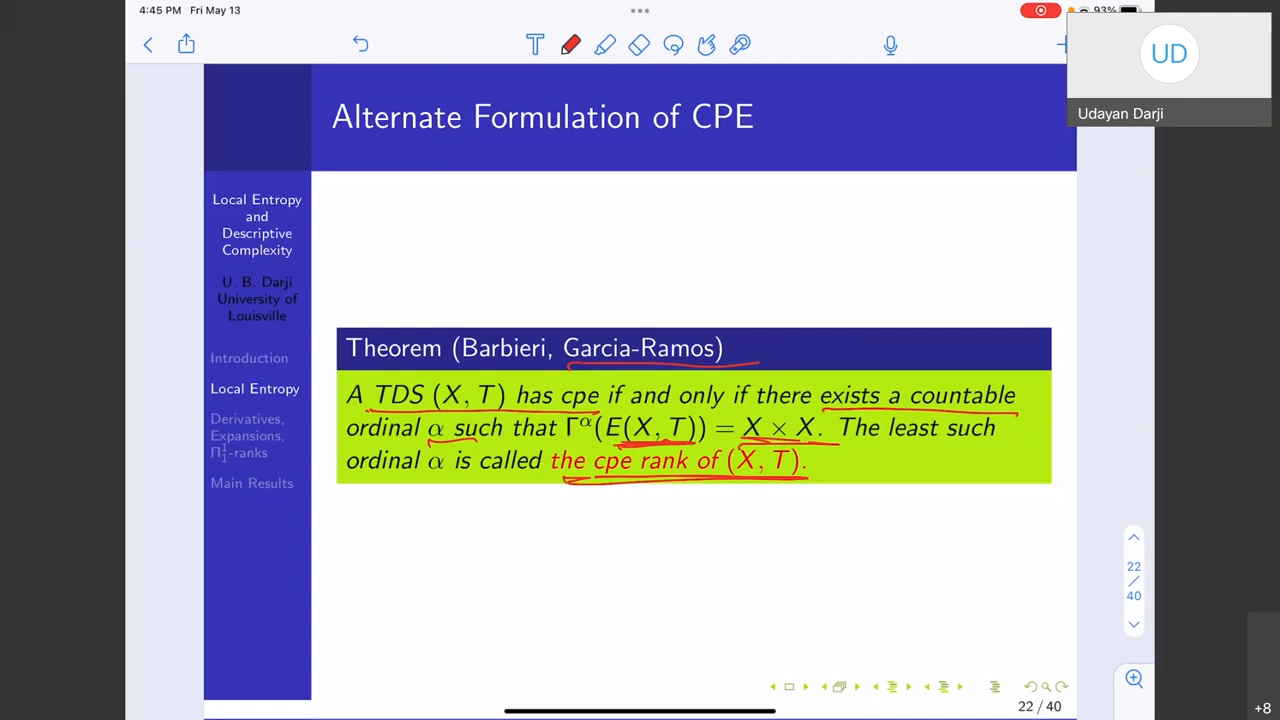 4:45 PM Fri May 13
93%
UD
Udayan Darji
Alternate Formulation of CPE
Local Entropy
and
Descriptive
Complexity
U. B. Darji
University of
Louisville
Introduction
Local Entropy
Derivatives,
Expansions,
Π¹₁-ranks
Main Results
Theorem (Barbieri, Garcia-Ramos)
A TDS (X, T) has cpe if and only if there exists a countable
ordinal α such that Γ^α(E(X, T)) = X × X. The least such
ordinal α is called the cpe rank of (X, T).
22
/
40
22 / 40
+8